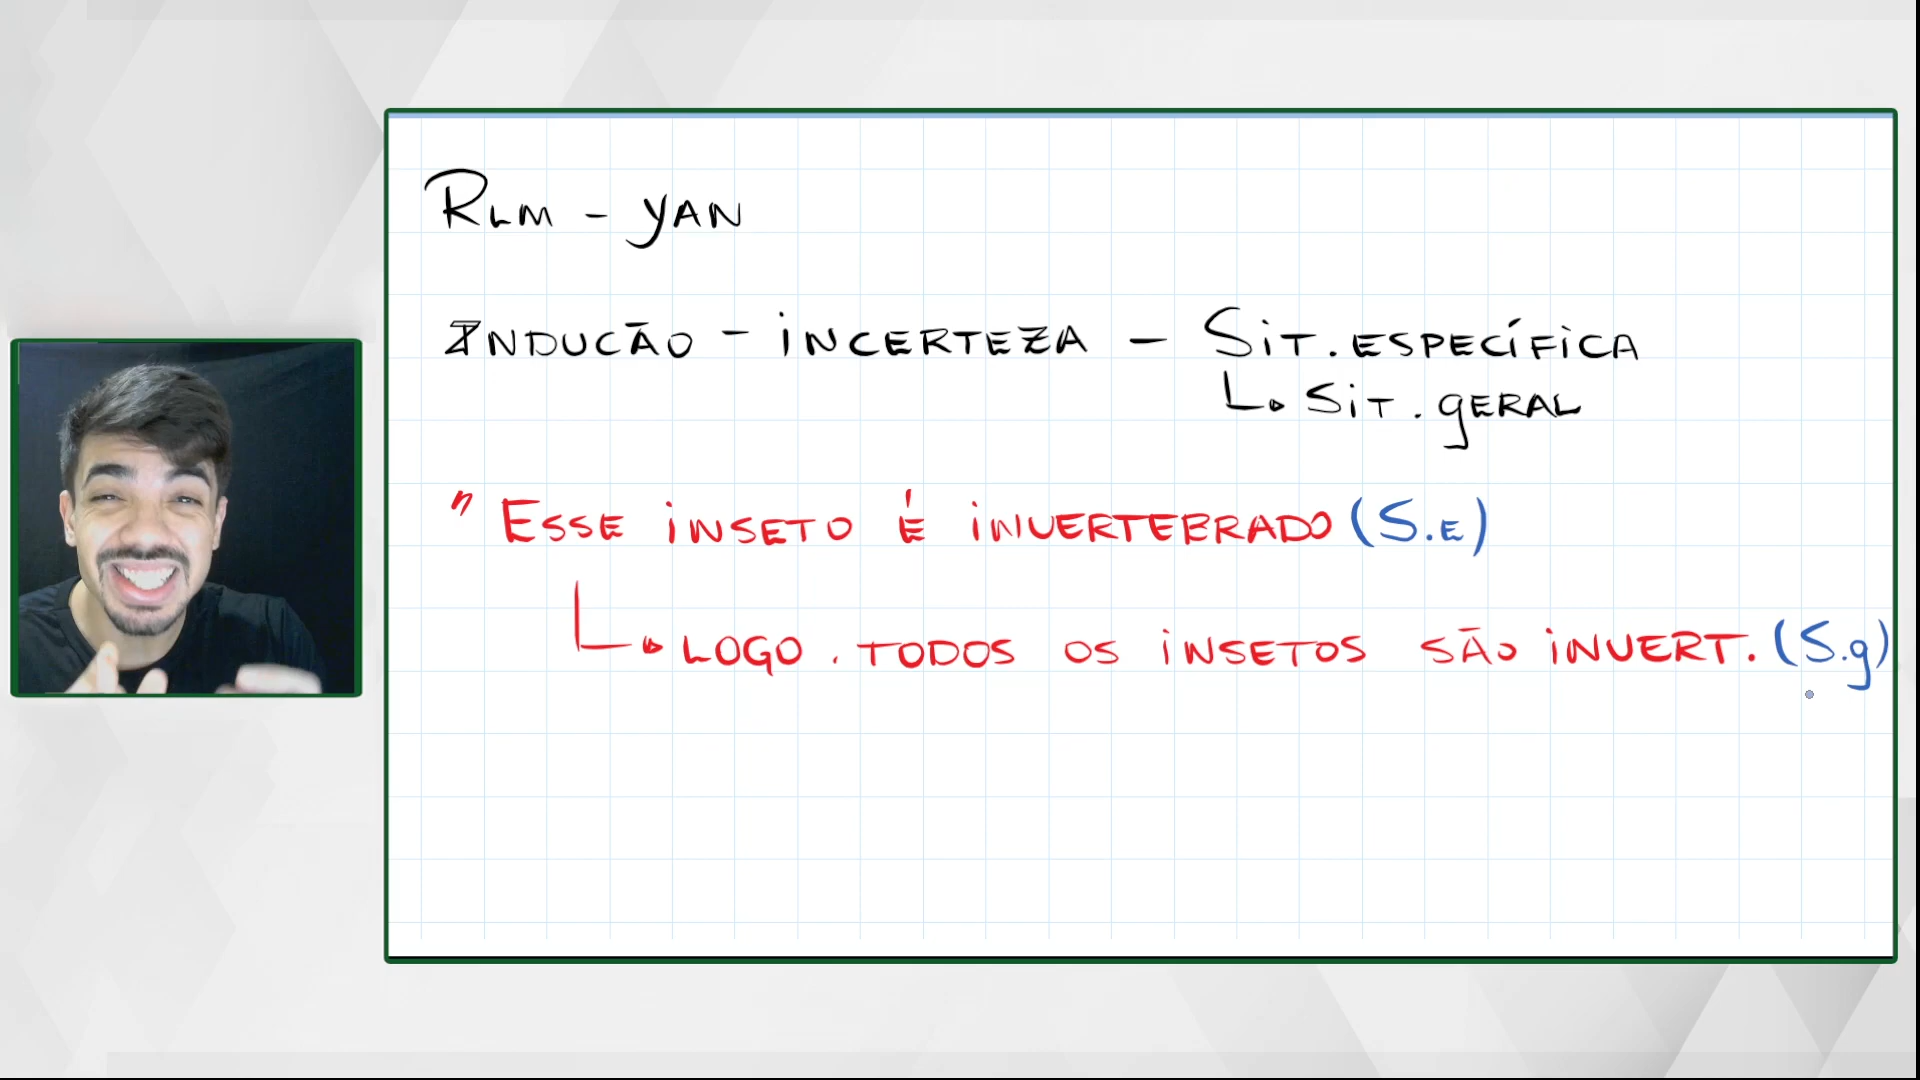 RLM - YAN
INDUCÃO - INCERTEZA - SIT. ESPECÍFICA
SIT. GERAL
" ESSE INSETO É INVERTEBRADO (S.E)
LOGO. TODOS OS INSETOS SÃO INVERT. (S.g)